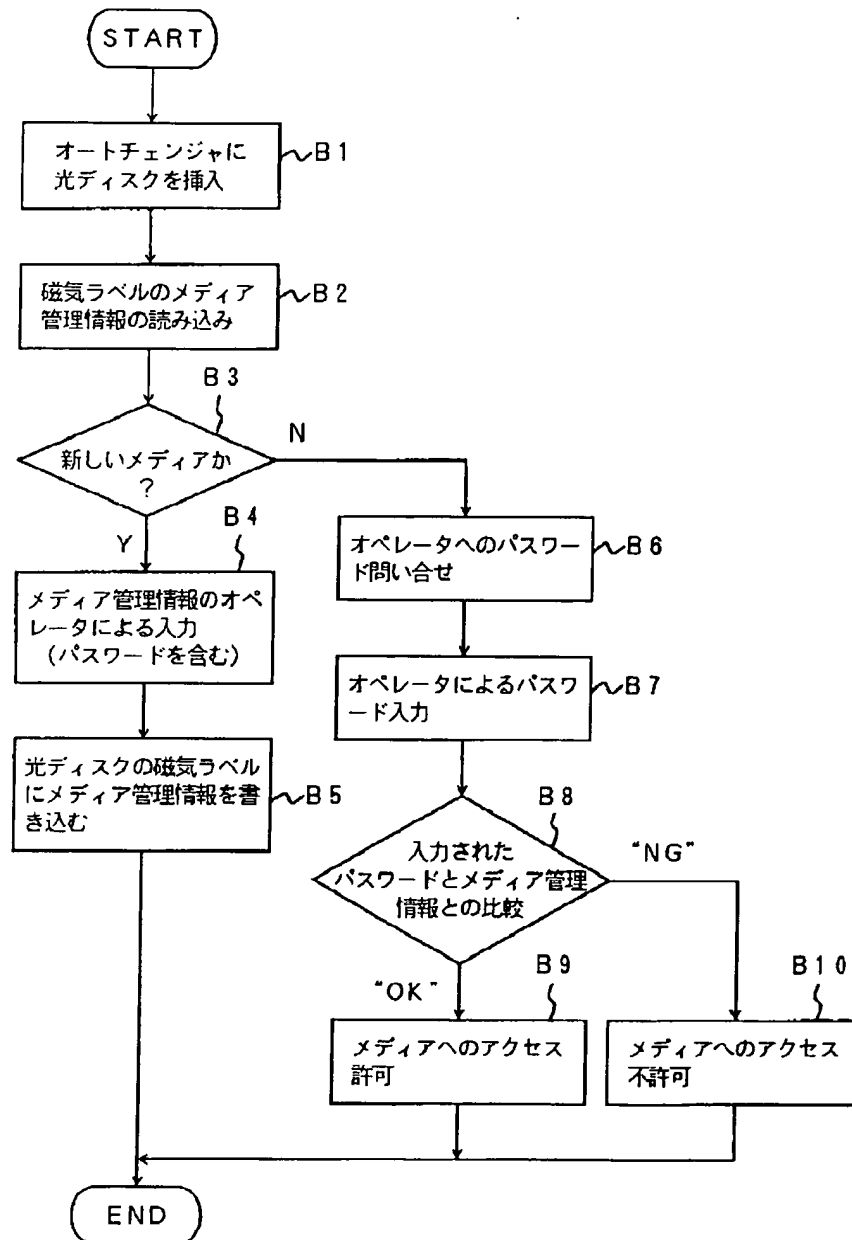 START
オートチェンジャに
光ディスクを挿入
B1
磁気ラベルのメディア
管理情報の読み込み
B2
B3
新しいメディアか
?
N
Y
B4
メディア管理情報のオペ
レータによる入力
(パスワードを含む)
光ディスクの磁気ラベル
にメディア管理情報を書
き込む
B5
オペレータへのパスワー
ド問い合せ
B6
オペレータによるパスワ
ード入力
B7
B8
入力された
パスワードとメディア管理
情報との比較
"NG"
"OK"
B9
メディアへのアクセス
許可
B10
メディアへのアクセス
不許可
END